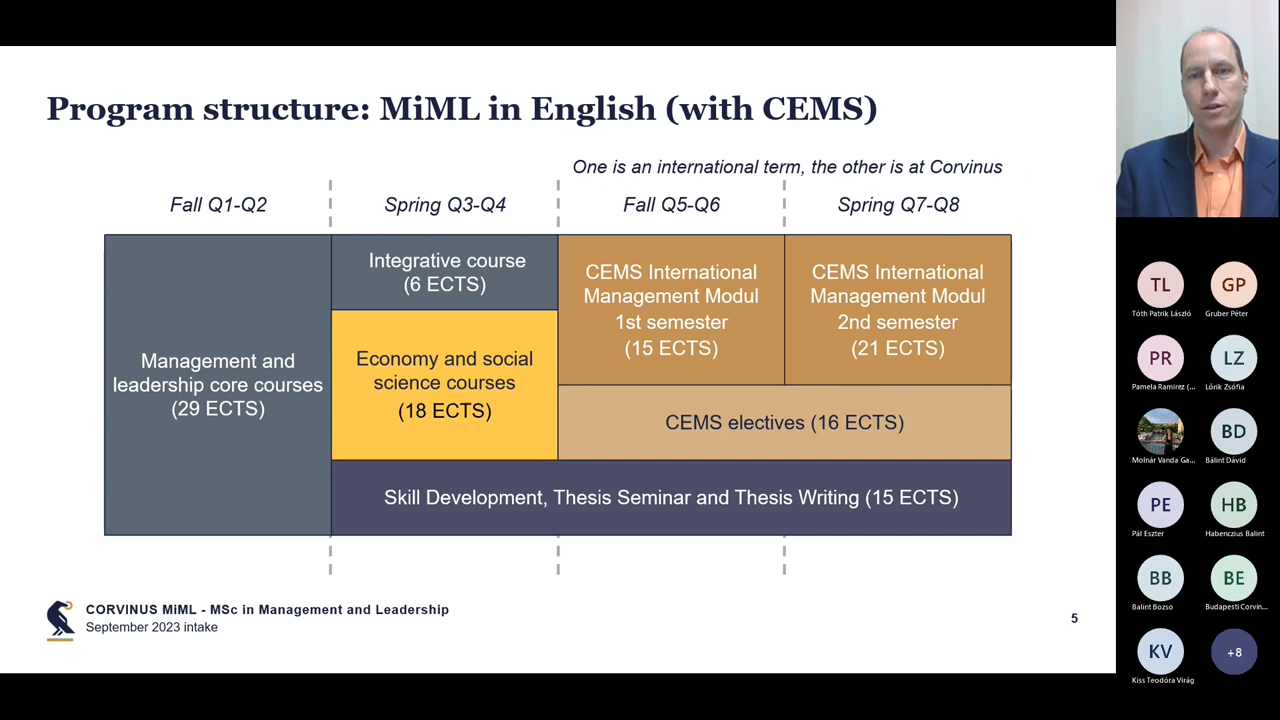 Program structure: MiML in English (with CEMS)
One is an international term, the other is at Corvinus
Fall Q1-Q2
Spring Q3-Q4
Fall Q5-Q6
Spring Q7-Q8
Management and
leadership core courses
(29 ECTS)
Integrative course
(6 ECTS)
Economy and social
science courses
(18 ECTS)
CEMS International
Management Modul
1st semester
(15 ECTS)
CEMS International
Management Modul
2nd semester
(21 ECTS)
CEMS electives (16 ECTS)
Skill Development, Thesis Seminar and Thesis Writing (15 ECTS)
CORVINUS MiML - MSc in Management and Leadership
September 2023 intake
5
TL
Tóth Patrik László
GP
Gruber Péter
PR
Pamela Ramirez (...
LZ
Lőrik Zsófia
Molnár Vanda Ga...
BD
Bálint Dávid
PE
Pál Eszter
HB
Habenczius Balint
BB
Balint Bozso
BE
Budapesti Corvin...
KV
Kiss Teodóra Virág
+8